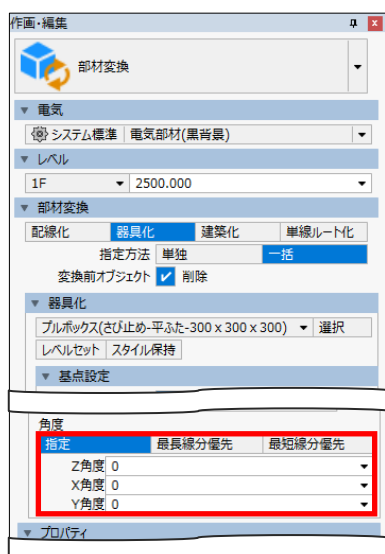 作画・編集
部材変換
電気
システム標準 電気部材(黒背景)
レベル
1F 2500.000
部材変換
配線化 器具化 建築化 単線ルート化
指定方法 単独 一括
変換前オブジェクト 削除
器具化
プルボックス(さび止め-平ふた-300 x 300 x 300) 選択
レベルセット スタイル保持
基点設定
角度
指定 最長線分優先 最短線分優先
Z角度 0
X角度 0
Y角度 0
プロパティ